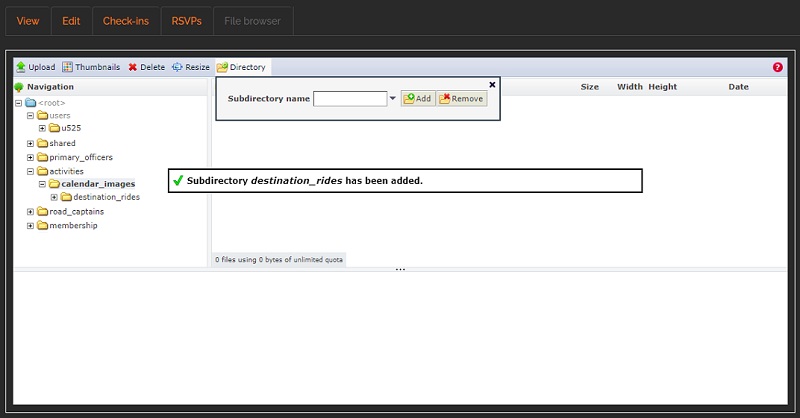 View Edit Check-ins RSVPs File browser
Upload Thumbnails Delete Resize Directory ?
Navigation Size Width Height Date
Subdirectory name Add Remove
<root>
users
u525
shared
primary_officers
activities
calendar_images
Subdirectory destination_rides has been added.
destination_rides
road_captains
membership
0 files using 0 bytes of unlimited quota